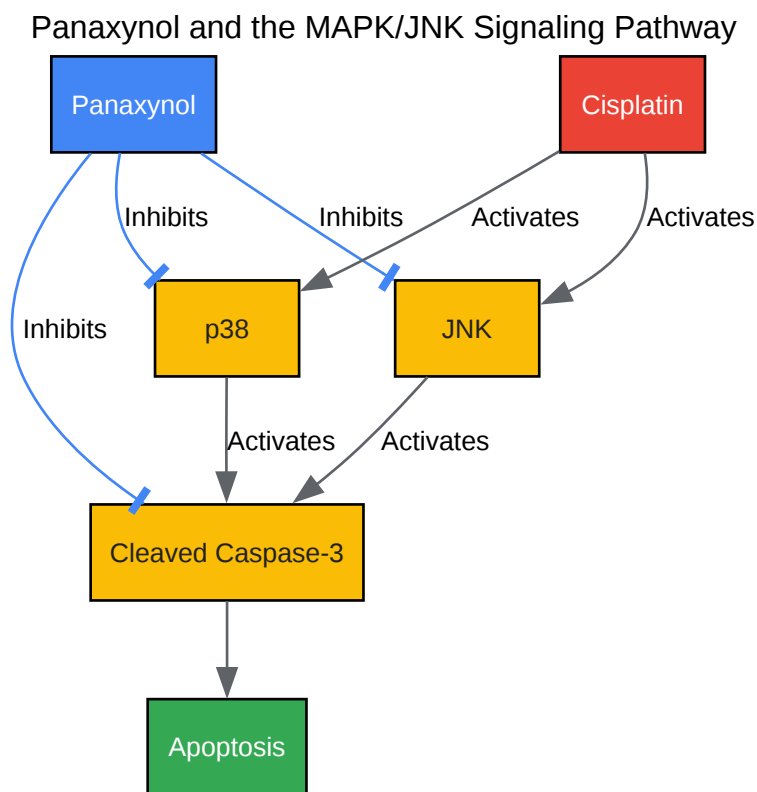 Panaxynol and the MAPK/JNK Signaling Pathway
Panaxynol
Cisplatin
Inhibits
Inhibits
Activates
Activates
Inhibits
p38
JNK
Activates
Activates
Cleaved Caspase-3
Apoptosis